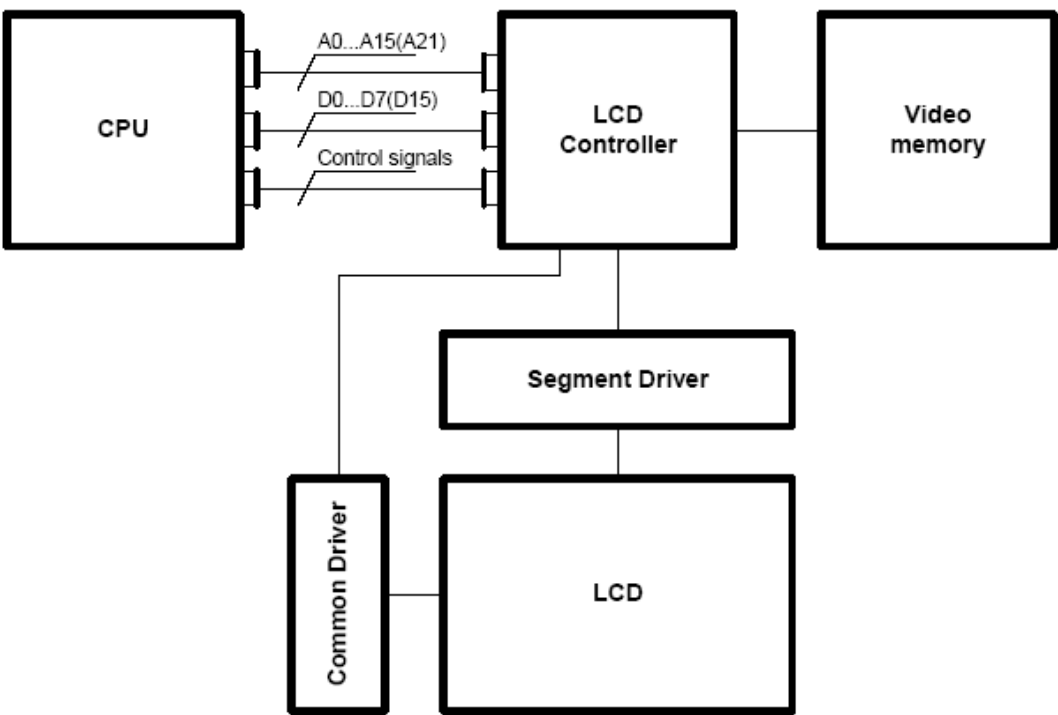 A0...A15(A21)
D0...D7(D15)
Control signals
CPU
LCD
Controller
Video
memory
Segment Driver
Common Driver
LCD